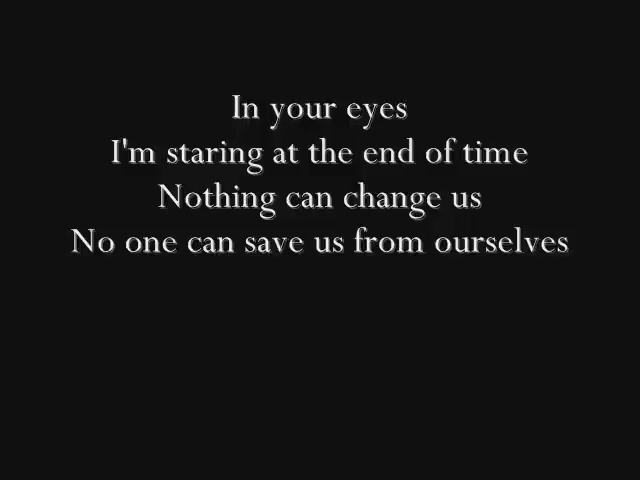 In your eyes
I'm staring at the end of time
Nothing can change us
No one can save us from ourselves